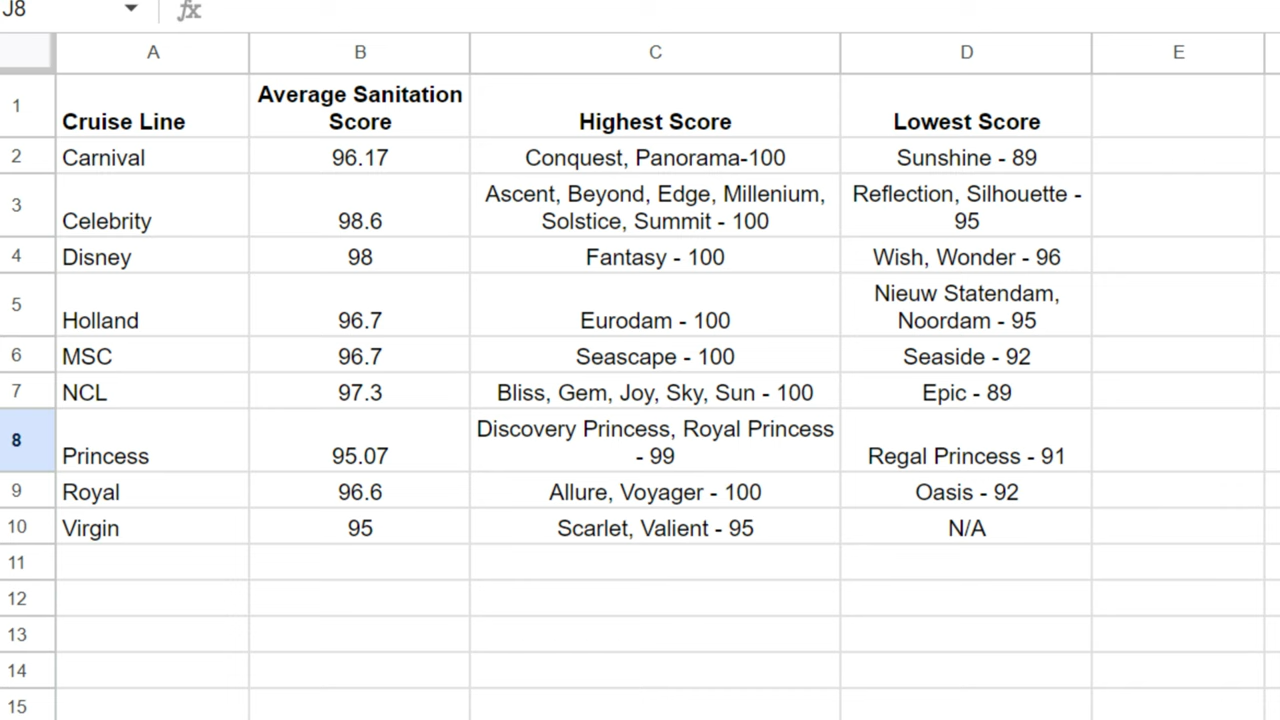 J8 fx
A B C D E
1 Cruise Line Average Sanitation Score Highest Score Lowest Score
2 Carnival 96.17 Conquest, Panorama-100 Sunshine - 89
3 Celebrity 98.6 Ascent, Beyond, Edge, Millenium, Solstice, Summit - 100 Reflection, Silhouette - 95
4 Disney 98 Fantasy - 100 Wish, Wonder - 96
5 Holland 96.7 Eurodam - 100 Nieuw Statendam, Noordam - 95
6 MSC 96.7 Seascape - 100 Seaside - 92
7 NCL 97.3 Bliss, Gem, Joy, Sky, Sun - 100 Epic - 89
8 Princess 95.07 Discovery Princess, Royal Princess - 99 Regal Princess - 91
9 Royal 96.6 Allure, Voyager - 100 Oasis - 92
10 Virgin 95 Scarlet, Valient - 95 N/A
11
12
13
14
15